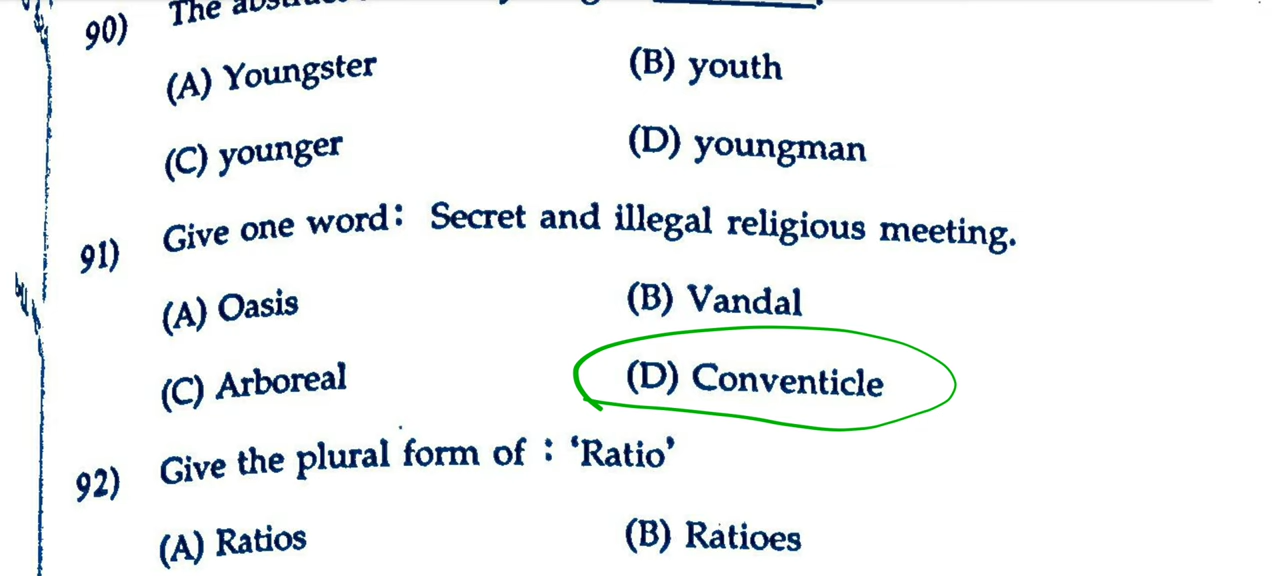 90) The
(A) Youngster (B) youth
(C) younger (D) youngman
91) Give one word: Secret and illegal religious meeting.
(A) Oasis (B) Vandal
(C) Arboreal (D) Conventicle
92) Give the plural form of : ‘Ratio’
(A) Ratios (B) Ratioes